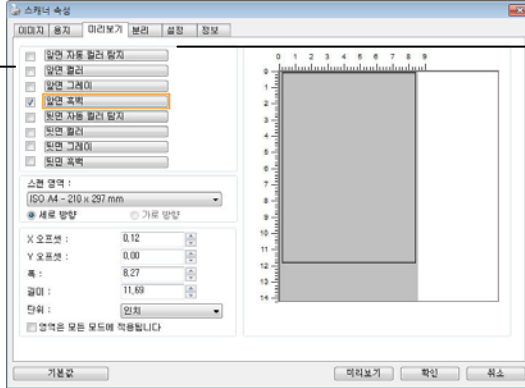 스캐너 속성
이미지 용지 미리보기 분리 설정 정보
앞면 자동 컬러 탐지
앞면 컬러
앞면 그레이
앞면 흑백
뒷면 자동 컬러 탐지
뒷면 컬러
뒷면 그레이
뒷면 흑백
스캔 영역 :
ISO A4 - 210 x 297 mm
세로 방향 가로 방향
X 오프셋 : 0,12
Y 오프셋 : 0,00
폭 : 8,27
길이 : 11,69
단위 : 인치
영역은 모든 모드에 적용됩니다
0 1 2 3 4 5 6 7 8 9
0
1
2
3
4
5
6
7
8
9
10
11
12
13
14
기본값 미리보기 확인 취소